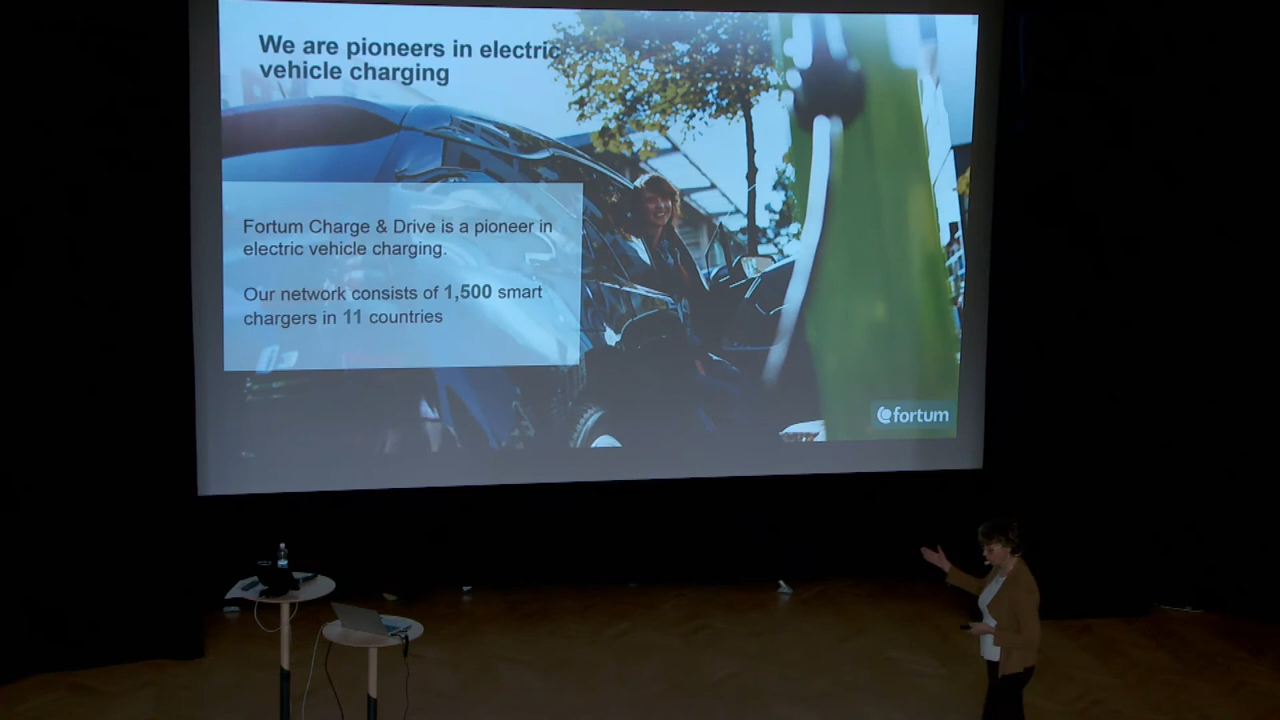 We are pioneers in electric
vehicle charging
Fortum Charge & Drive is a pioneer in
electric vehicle charging.
Our network consists of 1,500 smart
chargers in 11 countries
fortum